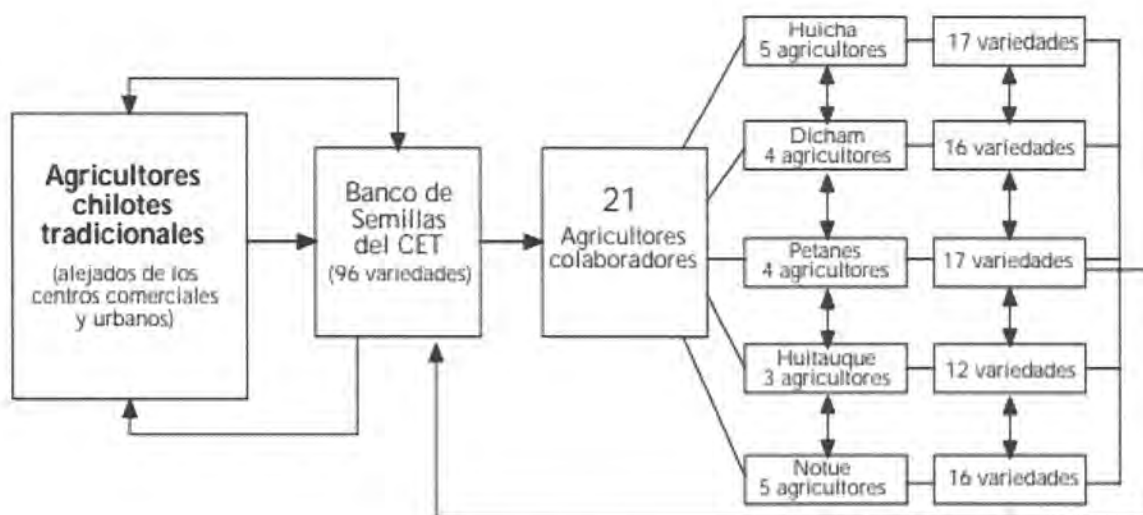 Agricultores
chilotes
tradicionales
(alejados de los
centros comerciales
y urbanos)
Banco de
Semillas
del CET
(96 variedades)
21
Agricultores
colaboradores
Huicha
5 agricultores
17 variedades
Dicham
4 agricultores
16 variedades
Petanes
4 agricultores
17 variedades
Huitauque
3 agricultores
12 variedades
Notue
5 agricultores
16 variedades